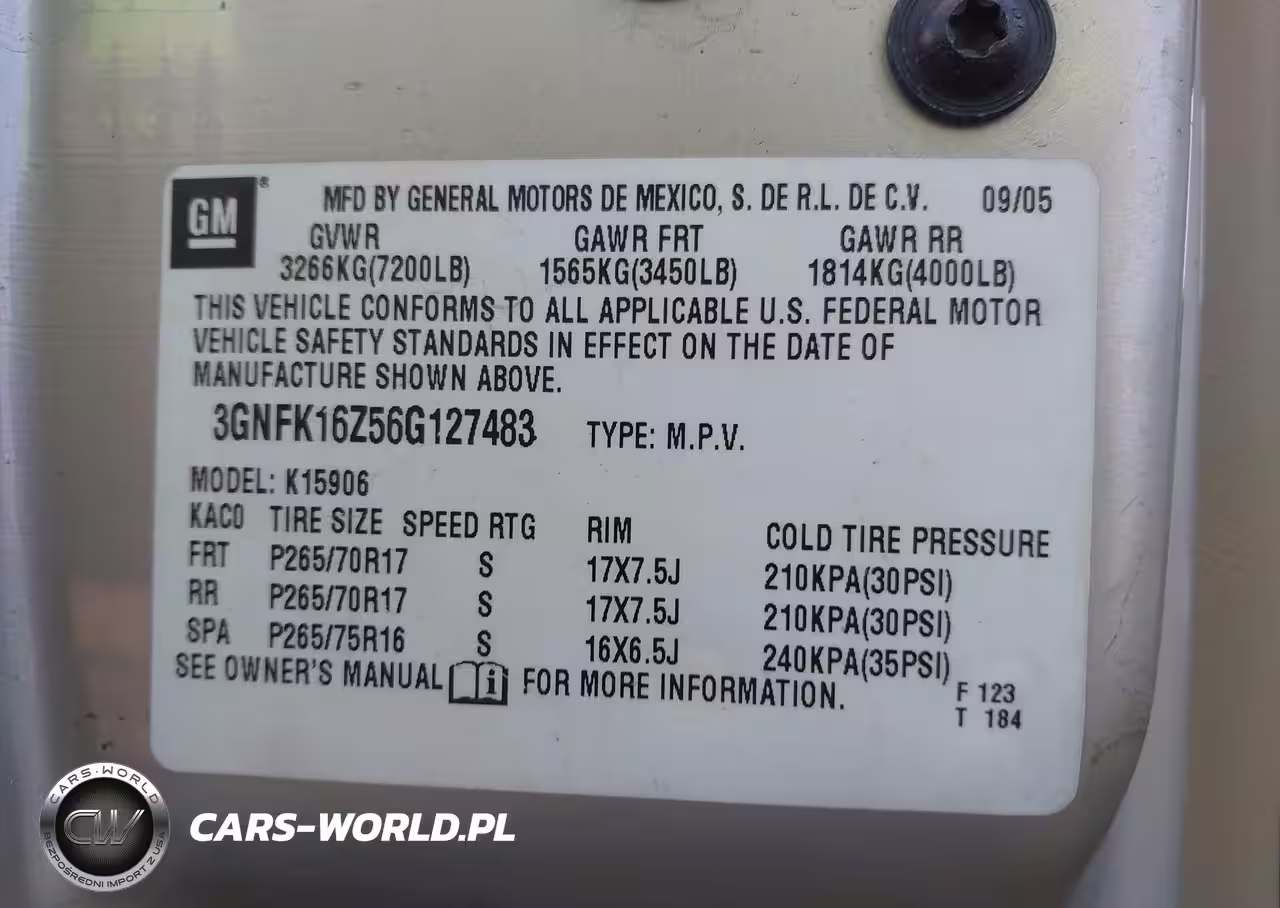 GM®
MFD BY GENERAL MOTORS DE MEXICO, S. DE R.L. DE C.V. 09/05
GVWR GAWR FRT GAWR RR
3266KG(7200LB) 1565KG(3450LB) 1814KG(4000LB)
THIS VEHICLE CONFORMS TO ALL APPLICABLE U.S. FEDERAL MOTOR
VEHICLE SAFETY STANDARDS IN EFFECT ON THE DATE OF
MANUFACTURE SHOWN ABOVE.
3GNFK16Z56G127483 TYPE: M.P.V.
MODEL: K15906
KACO TIRE SIZE SPEED RTG RIM COLD TIRE PRESSURE
FRT P265/70R17 S 17X7.5J 210KPA(30PSI)
RR P265/70R17 S 17X7.5J 210KPA(30PSI)
SPA P265/75R16 S 16X6.5J 240KPA(35PSI)
SEE OWNER'S MANUAL i FOR MORE INFORMATION.
F 123
T 184
CARS-WORLD
CW
BEZPOŚREDNI IMPORT Z USA
CARS-WORLD.PL